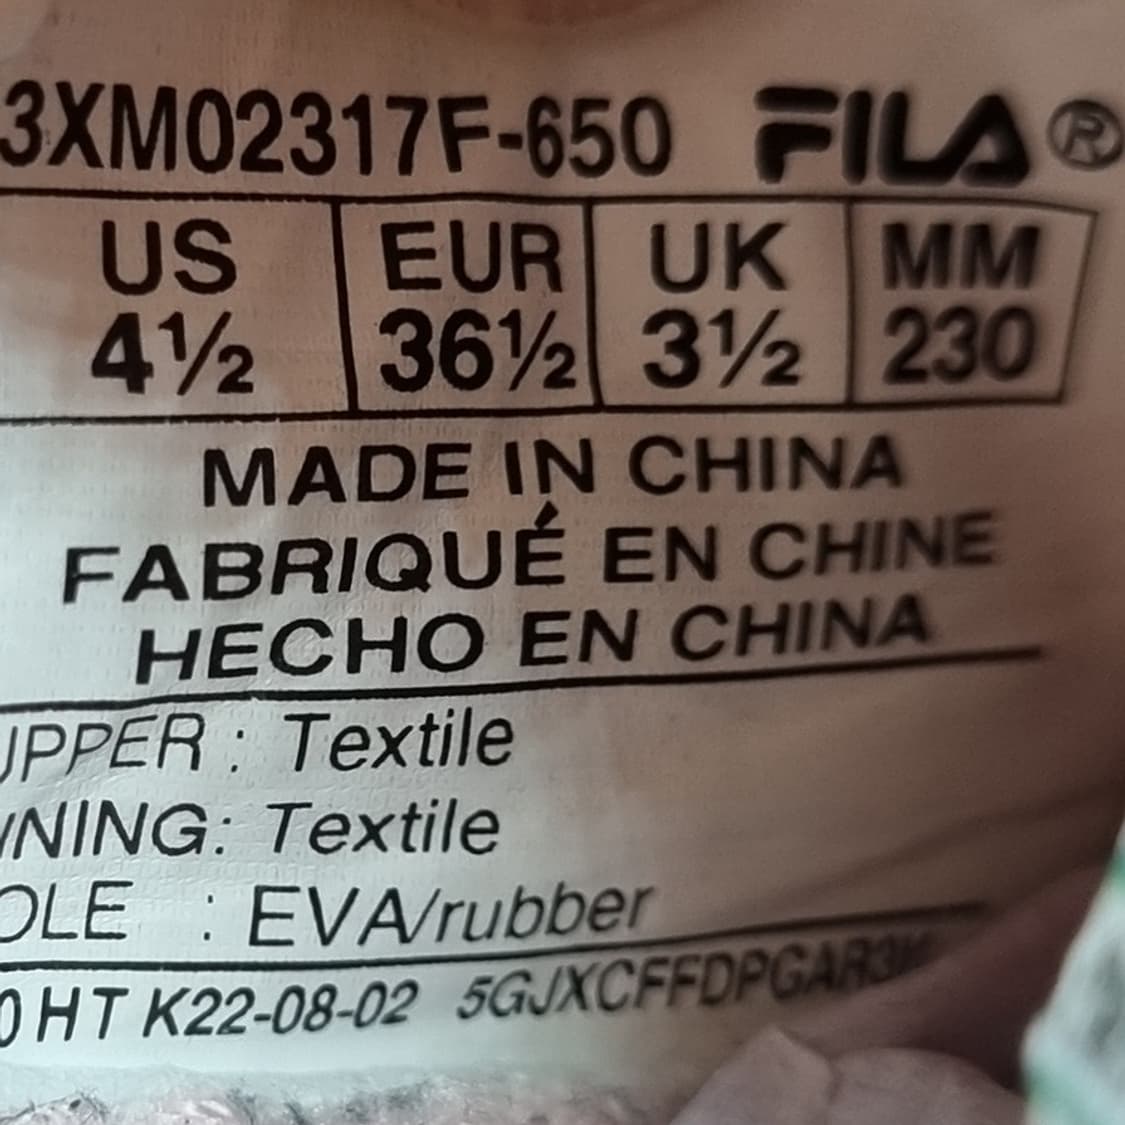 3XM02317F-650 FILA®
US EUR UK MM
4½ 36½ 3½ 230
MADE IN CHINA
FABRIQUÉ EN CHINE
HECHO EN CHINA
UPPER : Textile
NING: Textile
OLE : EVA/rubber
0 HT K22-08-02